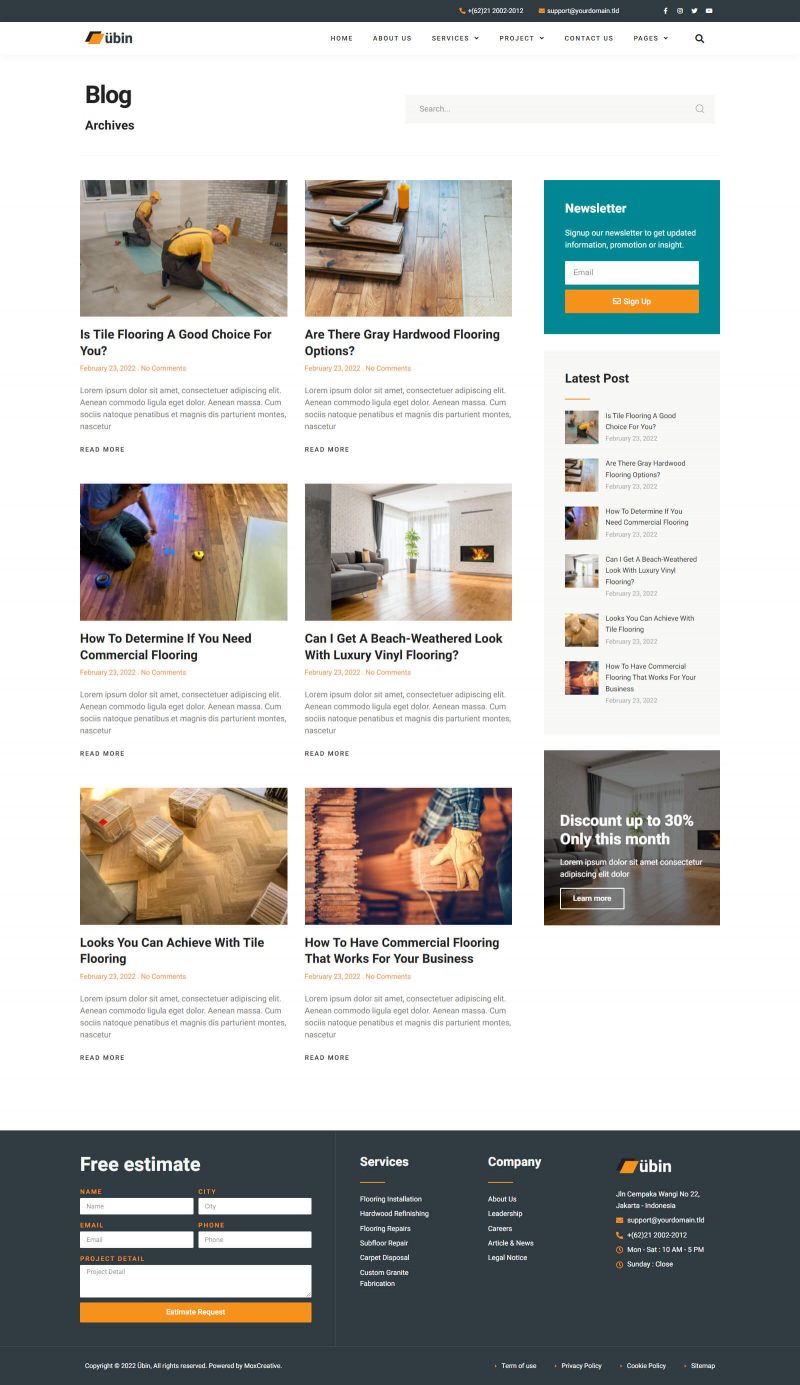 +(62)21 2002-2012 support@yourdomain.tld
übin
HOME ABOUT US SERVICES PROJECT CONTACT US PAGES
Blog
Archives
Search...
Is Tile Flooring A Good Choice For
You?
February 23, 2022 . No Comments
Lorem ipsum dolor sit amet, consectetuer adipiscing elit.
Aenean commodo ligula eget dolor. Aenean massa. Cum
sociis natoque penatibus et magnis dis parturient montes,
nascetur
READ MORE
Are There Gray Hardwood Flooring
Options?
February 23, 2022 . No Comments
Lorem ipsum dolor sit amet, consectetuer adipiscing elit.
Aenean commodo ligula eget dolor. Aenean massa. Cum
sociis natoque penatibus et magnis dis parturient montes,
nascetur
READ MORE
How To Determine If You Need
Commercial Flooring
February 23, 2022 . No Comments
Lorem ipsum dolor sit amet, consectetuer adipiscing elit.
Aenean commodo ligula eget dolor. Aenean massa. Cum
sociis natoque penatibus et magnis dis parturient montes,
nascetur
READ MORE
Can I Get A Beach-Weathered Look
With Luxury Vinyl Flooring?
February 23, 2022 . No Comments
Lorem ipsum dolor sit amet, consectetuer adipiscing elit.
Aenean commodo ligula eget dolor. Aenean massa. Cum
sociis natoque penatibus et magnis dis parturient montes,
nascetur
READ MORE
Looks You Can Achieve With Tile
Flooring
February 23, 2022 . No Comments
Lorem ipsum dolor sit amet, consectetuer adipiscing elit.
Aenean commodo ligula eget dolor. Aenean massa. Cum
sociis natoque penatibus et magnis dis parturient montes,
nascetur
READ MORE
How To Have Commercial Flooring
That Works For Your Business
February 23, 2022 . No Comments
Lorem ipsum dolor sit amet, consectetuer adipiscing elit.
Aenean commodo ligula eget dolor. Aenean massa. Cum
sociis natoque penatibus et magnis dis parturient montes,
nascetur
READ MORE
Newsletter
Signup our newsletter to get updated
information, promotion or insight.
Email
Sign Up
Latest Post
Is Tile Flooring A Good
Choice For You?
February 23, 2022
Are There Gray Hardwood
Flooring Options?
February 23, 2022
How To Determine If You
Need Commercial Flooring
February 23, 2022
Can I Get A Beach-Weathered
Look With Luxury Vinyl
Flooring?
February 23, 2022
Looks You Can Achieve With
Tile Flooring
February 23, 2022
How To Have Commercial
Flooring That Works For Your
Business
February 23, 2022
Discount up to 30%
Only this month
Lorem ipsum dolor sit amet consectetur
adipiscing elit dolor
Learn more
Free estimate
NAME CITY
Name City
EMAIL PHONE
Email Phone
PROJECT DETAIL
Project Detail
Estimate Request
Services
Flooring Installation
Hardwood Refinishing
Flooring Repairs
Subfloor Repair
Carpet Disposal
Custom Granite
Fabrication
Company
About Us
Leadership
Careers
Article & News
Legal Notice
übin
Jln Cempaka Wangi No 22,
Jakarta - Indonesia
support@yourdomain.tld
+(62)21 2002-2012
Mon - Sat : 10 AM - 5 PM
Sunday : Close
Copyright © 2022 Übin, All rights reserved. Powered by MoxCreative.
Term of use Privacy Policy Cookie Policy Sitemap